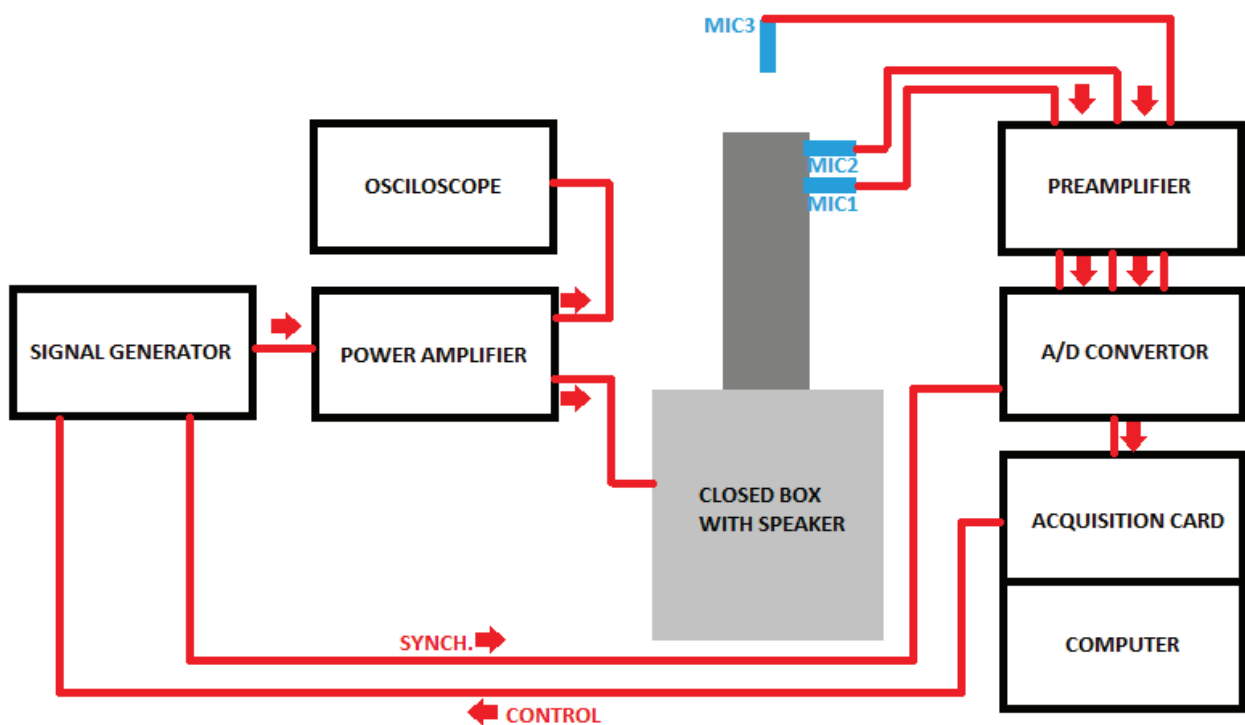 MIC3
OSCILOSCOPE
MIC2
MIC1
PREAMPLIFIER
SIGNAL GENERATOR
POWER AMPLIFIER
A/D CONVERTOR
CLOSED BOX
WITH SPEAKER
ACQUISITION CARD
COMPUTER
SYNCH.
CONTROL